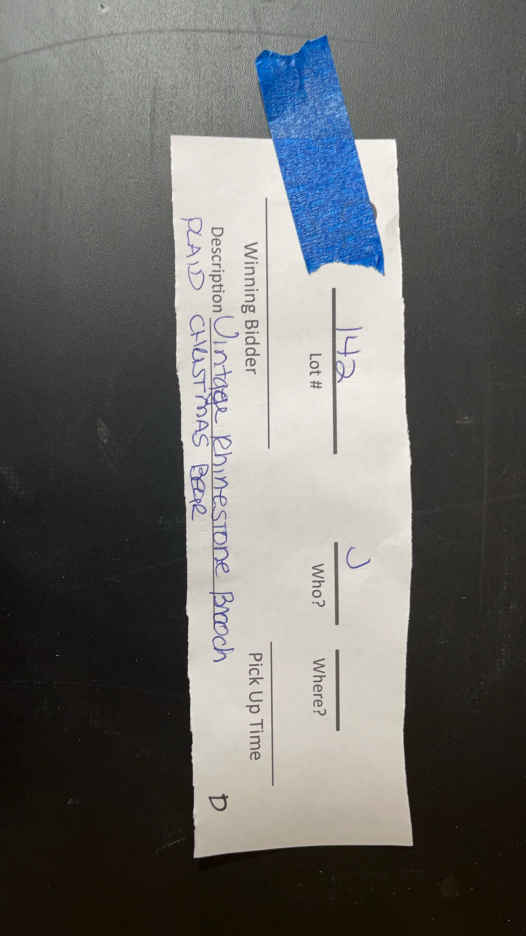 142 J
Lot # Who? Where?
Winning Bidder Pick Up Time
Description Vintage Rhinestone Brooch
PLAID CHRISTMAS BEAR D